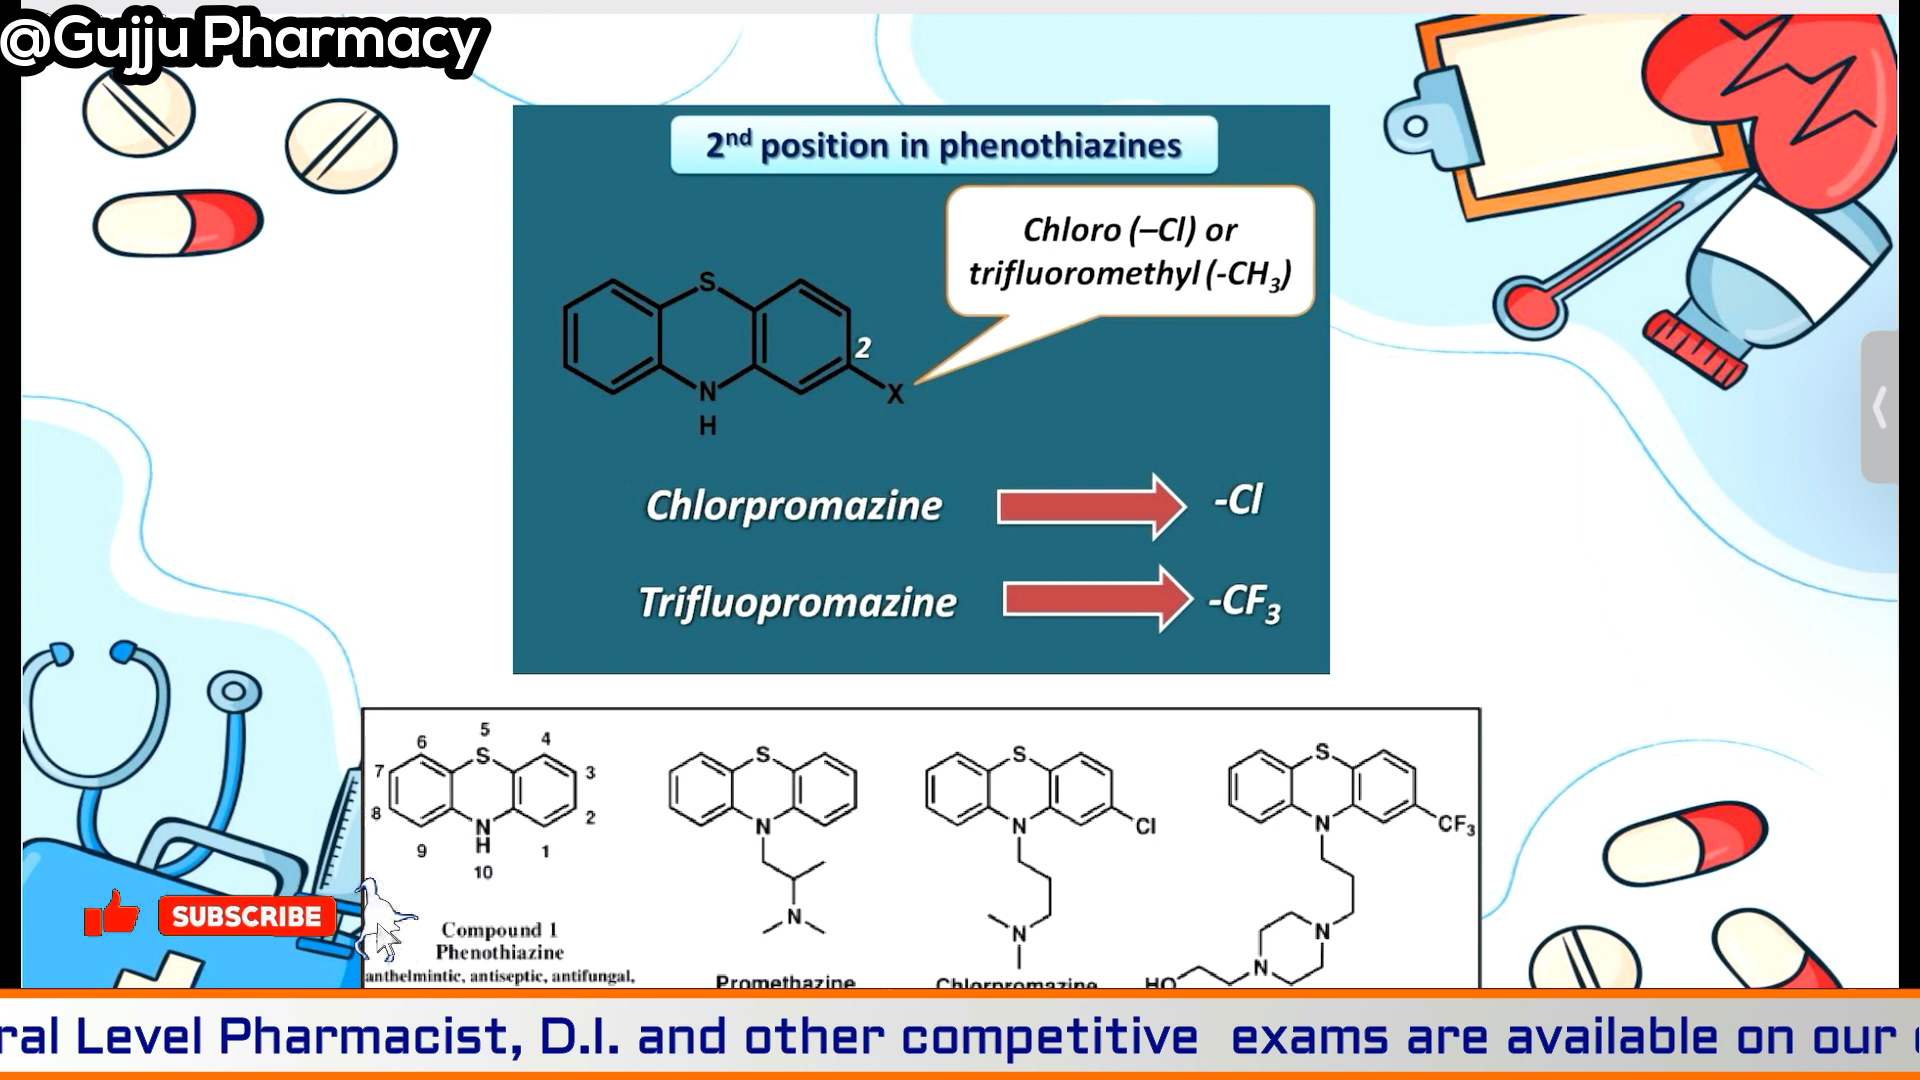 @Gujju Pharmacy
2nd position in phenothiazines
Chloro (–Cl) or
trifluoromethyl (-CH3)
S
2
N
H
X
Chlorpromazine
-Cl
Trifluopromazine
-CF3
5
6
4
S
7
3
8
2
N
H
9
1
10
Compound 1
Phenothiazine
anthelmintic, antiseptic, antifungal,
S
N
N
Promethazine
S
Cl
N
N
Chlorpromazine
S
CF3
N
N
N
HO
SUBSCRIBE
ral Level Pharmacist, D.I. and other competitive exams are available on our